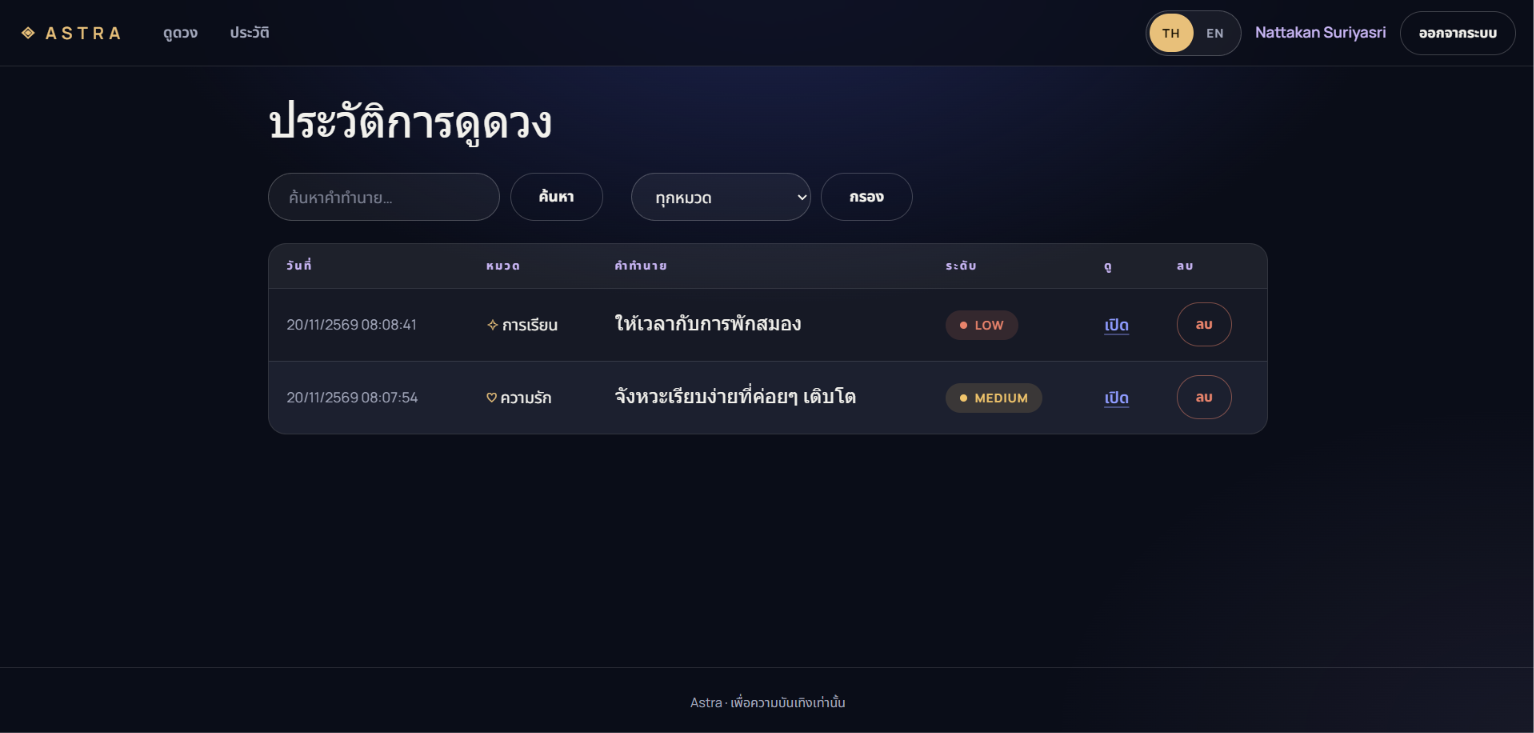 ASTRA ดูดวง ประวัติ TH EN Nattakan Suriyasri ออกจากระบบ
ประวัติการดูดวง
ค้นหาคำทำนาย... ค้นหา ทุกหมวด กรอง
วันที่ หมวด คำทำนาย ระดับ ดู ลบ
20/11/2569 08:08:41 การเรียน ให้เวลากับการพักสมอง LOW เปิด ลบ
20/11/2569 08:07:54 ความรัก จังหวะเรียบง่ายที่ค่อยๆ เติบโต MEDIUM เปิด ลบ
Astra · เพื่อความบันเทิงเท่านั้น